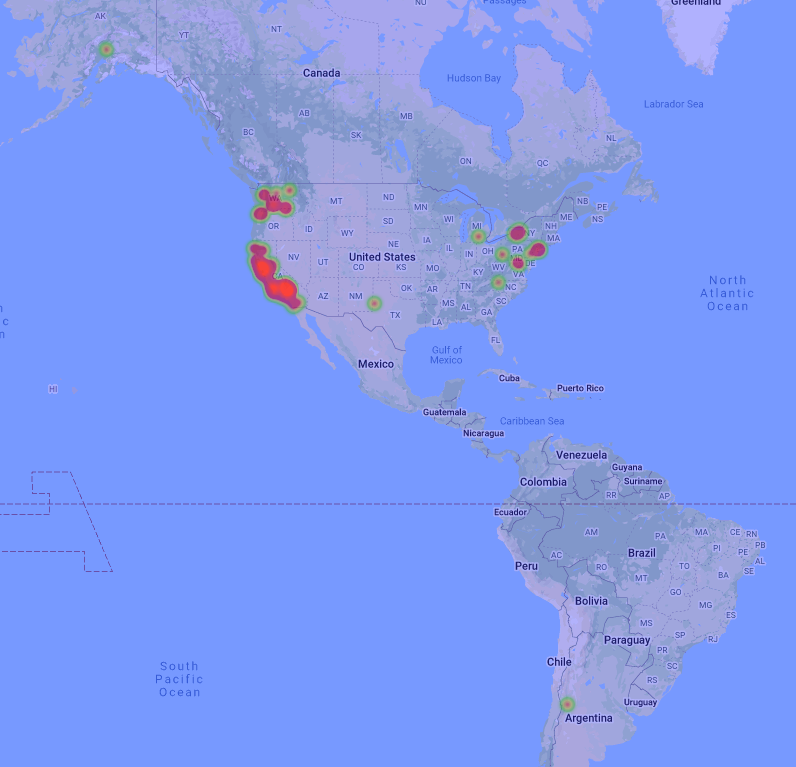 Greenland
NU
Passages
AK
NT
YT
Canada
Hudson Bay
Labrador Sea
AB
MB
BC
SK
NL
ON
QC
WA
MT
ND
MN
NB
PE
ME
NS
OR
ID
SD
WI
MI
NY
NH
MA
WY
NE
IA
IL
IN
OH
PA
NV
UT
United States
CO
KS
MO
WV
DE
KY
VA
AZ
NM
OK
AR
TN
NC
SC
MS
AL
GA
TX
LA
FL
North
Atlantic
Ocean
Gulf of
Mexico
Mexico
HI
Cuba
Puerto Rico
Guatemala
Caribbean Sea
Nicaragua
Venezuela
Guyana
Suriname
Colombia
RR
AP
Ecuador
AM
PA
MA
CE
RN
PB
AC
Peru
RO
Brazil
PI
PE
AL
TO
SE
MT
BA
GO
Bolivia
MG
ES
MS
SP
RJ
Paraguay
PR
SC
Chile
RS
South
Pacific
Ocean
Uruguay
Argentina